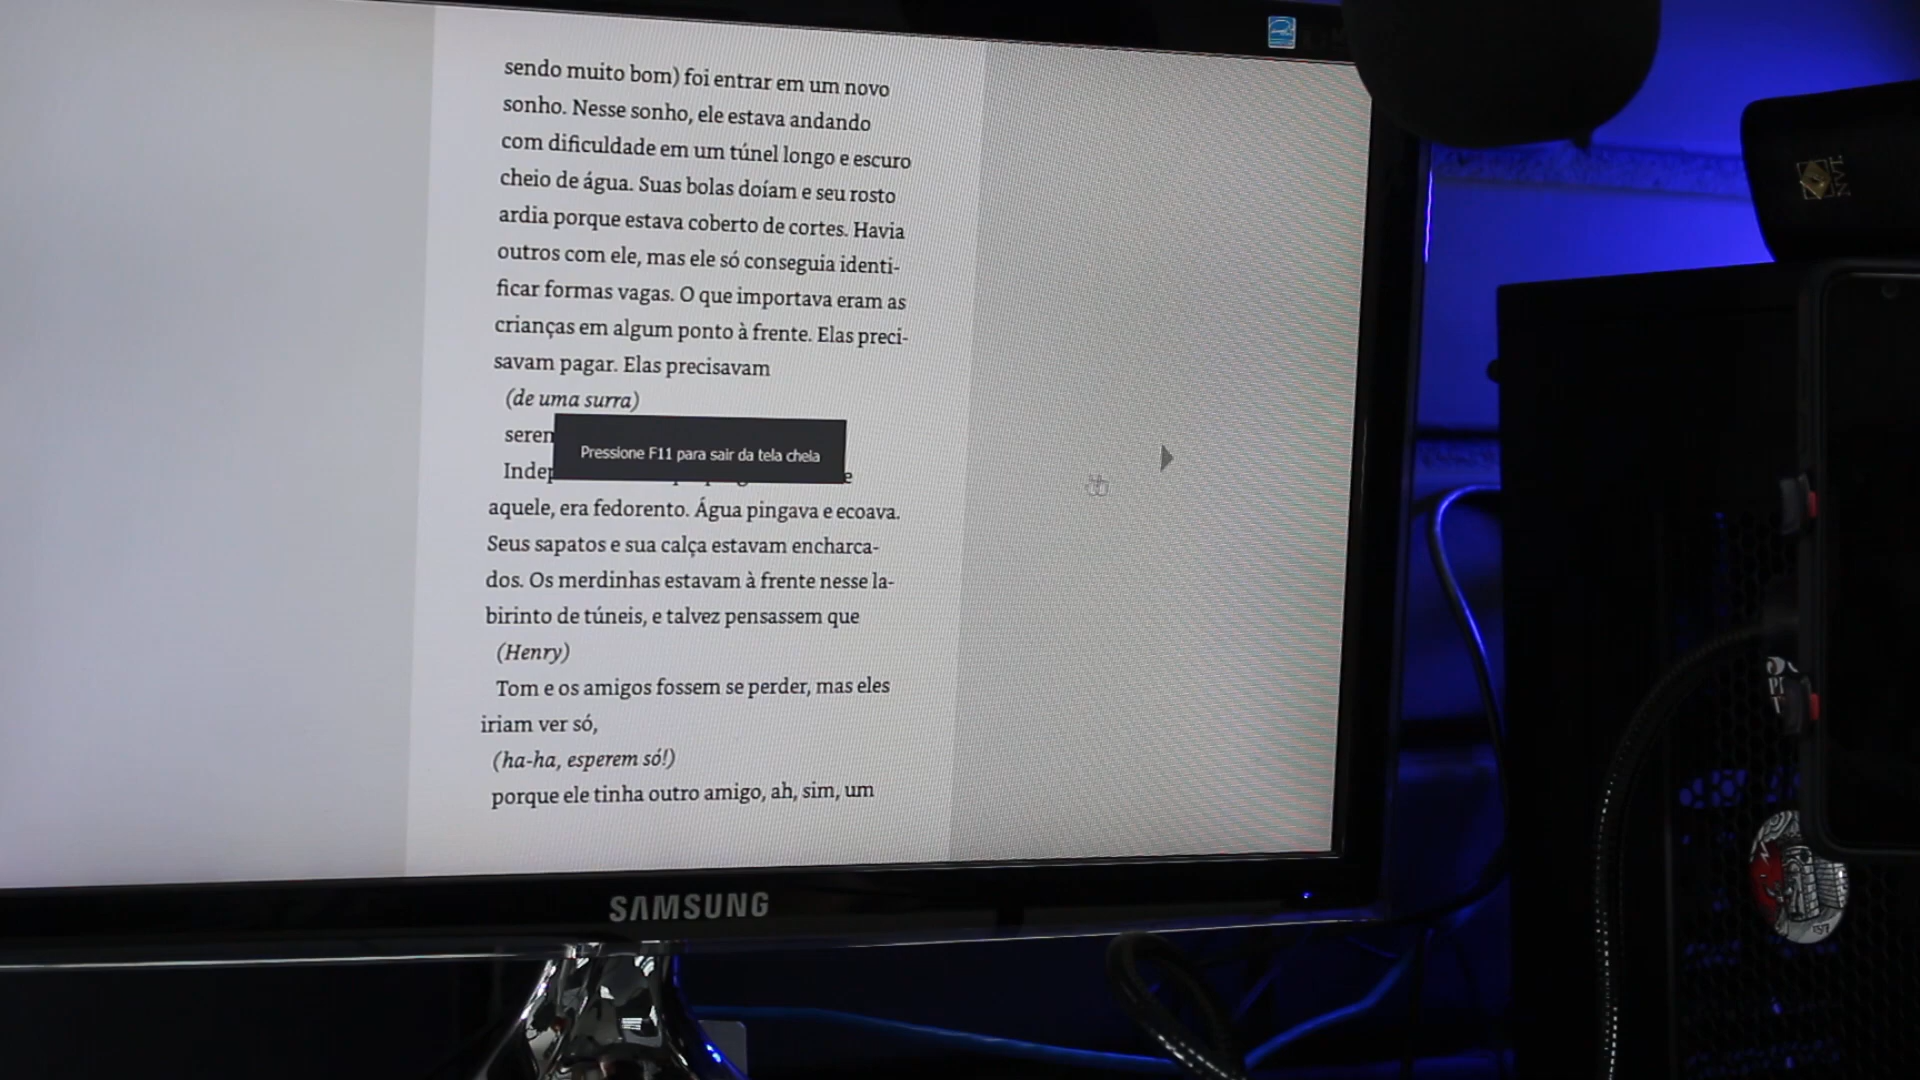 sendo muito bom) foi entrar em um novo
sonho. Nesse sonho, ele estava andando
com dificuldade em um túnel longo e escuro
cheio de água. Suas bolas doíam e seu rosto
ardia porque estava coberto de cortes. Havia
outros com ele, mas ele só conseguia identi-
ficar formas vagas. O que importava eram as
crianças em algum ponto à frente. Elas preci-
savam pagar. Elas precisavam
(de uma surra)
Pressione F11 para sair da tela cheia
aquele, era fedorento. Água pingava e ecoava.
Seus sapatos e sua calça estavam encharca-
dos. Os merdinhas estavam à frente nesse la-
birinto de túneis, e talvez pensassem que
(Henry)
Tom e os amigos fossem se perder, mas eles
iriam ver só,
(ha-ha, esperem só!)
porque ele tinha outro amigo, ah, sim, um
SAMSUNG